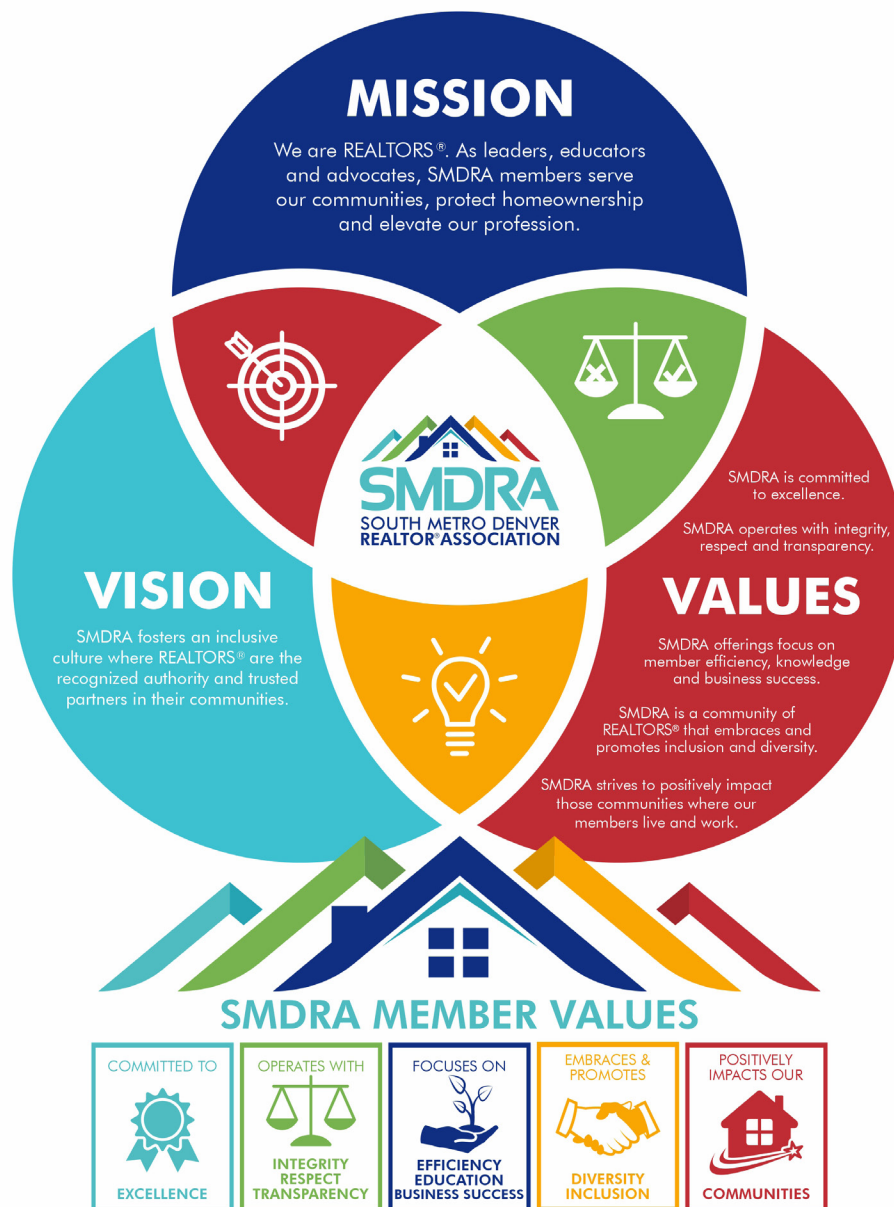 MISSION
We are REALTORS®. As leaders, educators
and advocates, SMDRA members serve
our communities, protect homeownership
and elevate our profession.
SMDRA
SOUTH METRO DENVER
REALTOR® ASSOCIATION
VISION
SMDRA fosters an inclusive
culture where REALTORS® are the
recognized authority and trusted
partners in their communities.
SMDRA is committed
to excellence.
SMDRA operates with integrity,
respect and transparency.
VALUES
SMDRA offerings focus on
member efficiency, knowledge
and business success.
SMDRA is a community of
REALTORS® that embraces and
promotes inclusion and diversity.
SMDRA strives to positively impact
those communities where our
members live and work.
SMDRA MEMBER VALUES
COMMITTED TO
EXCELLENCE
OPERATES WITH
INTEGRITY
RESPECT
TRANSPARENCY
FOCUSES ON
EFFICIENCY
EDUCATION
BUSINESS SUCCESS
EMBRACES &
PROMOTES
DIVERSITY
INCLUSION
POSITIVELY
IMPACTS OUR
COMMUNITIES